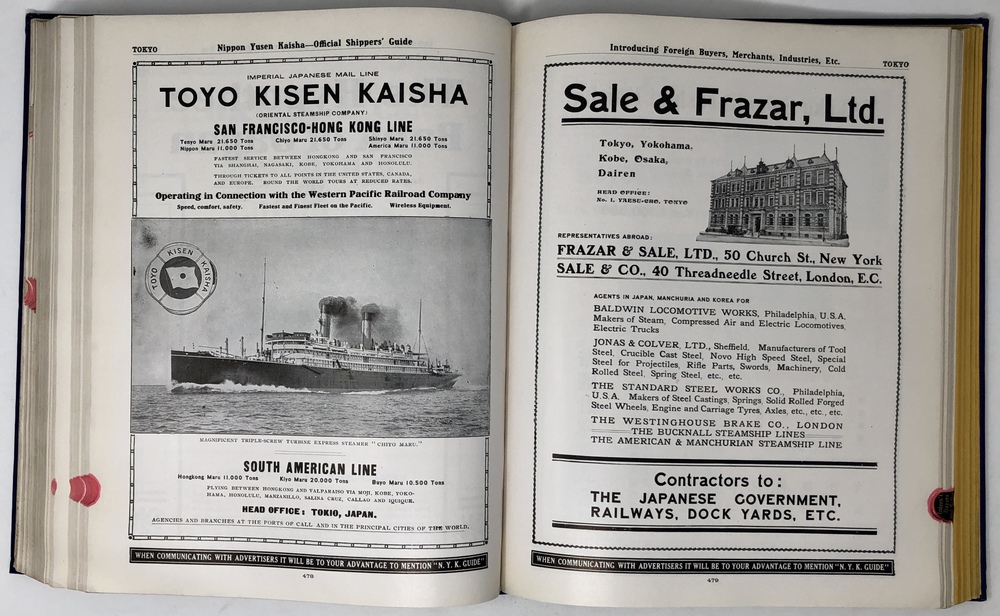 TOKYO
Nippon Yusen Kaisha—Official Shippers' Guide
IMPERIAL JAPANESE MAIL LINE
TOYO KISEN KAISHA
(ORIENTAL STEAMSHIP COMPANY)
SAN FRANCISCO-HONG KONG LINE
Tenyo Maru 21.650 Tons Chiyo Maru 21.650 Tons Shinyo Maru 21.650 Tons
Nippon Maru 11.000 Tons America Maru 11.000 Tons
FASTEST SERVICE BETWEEN HONGKONG AND SAN FRANCISCO
VIA SHANGHAI, NAGASAKI, KOBE, YOKOHAMA AND HONOLULU.
THROUGH TICKETS TO ALL POINTS IN THE UNITED STATES, CANADA,
AND EUROPE. ROUND THE WORLD TOURS AT REDUCED RATES.
Operating in Connection with the Western Pacific Railroad Company
Speed, comfort, safety. Fastest and Finest Fleet on the Pacific. Wireless Equipment.
TOYO KISEN KAISHA
MAGNIFICENT TRIPLE-SCREW TURBINE EXPRESS STEAMER "CHIYO MARU."
SOUTH AMERICAN LINE
Hongkong Maru 11.000 Tons Kiyo Maru 20.000 Tons Buyo Maru 10.500 Tons
PLYING BETWEEN HONGKONG AND VALPARAISO VIA MOJI, KOBE, YOKO-
HAMA, HONOLULU, MANZANILLO, SALINA CRUZ, CALLAO AND IQUIQUE.
HEAD OFFICE: TOKIO, JAPAN.
AGENCIES AND BRANCHES AT THE PORTS OF CALL AND IN THE PRINCIPAL CITIES OF THE WORLD.
WHEN COMMUNICATING WITH ADVERTISERS IT WILL BE TO YOUR ADVANTAGE TO MENTION "N. Y. K. GUIDE"
478
Introducing Foreign Buyers, Merchants, Industries, Etc.
TOKYO
Sale & Frazar, Ltd.
Tokyo, Yokohama,
Kobe, Osaka,
Dairen
HEAD OFFICE:
No. 1, YAESU-CHO, TOKYO
REPRESENTATIVES ABROAD:
FRAZAR & SALE, LTD., 50 Church St., New York
SALE & CO., 40 Threadneedle Street, London, E.C.
AGENTS IN JAPAN, MANCHURIA AND KOREA FOR
BALDWIN LOCOMOTIVE WORKS, Philadelphia, U.S.A.
Makers of Steam, Compressed Air and Electric Locomotives,
Electric Trucks
JONAS & COLVER, LTD., Sheffield. Manufacturers of Tool
Steel, Crucible Cast Steel, Novo High Speed Steel, Special
Steel for Projectiles, Rifle Parts, Swords, Machinery, Cold
Rolled Steel, Spring Steel, etc., etc.
THE STANDARD STEEL WORKS CO., Philadelphia,
U.S.A. Makers of Steel Castings, Springs, Solid Rolled Forged
Steel Wheels, Engine and Carriage Tyres, Axles, etc., etc., etc.
THE WESTINGHOUSE BRAKE CO., LONDON
THE BUCKNALL STEAMSHIP LINES
THE AMERICAN & MANCHURIAN STEAMSHIP LINE
Contractors to:
THE JAPANESE GOVERNMENT,
RAILWAYS, DOCK YARDS, ETC.
WHEN COMMUNICATING WITH ADVERTISERS IT WILL BE TO YOUR ADVANTAGE TO MENTION "N. Y. K. GUIDE"
479